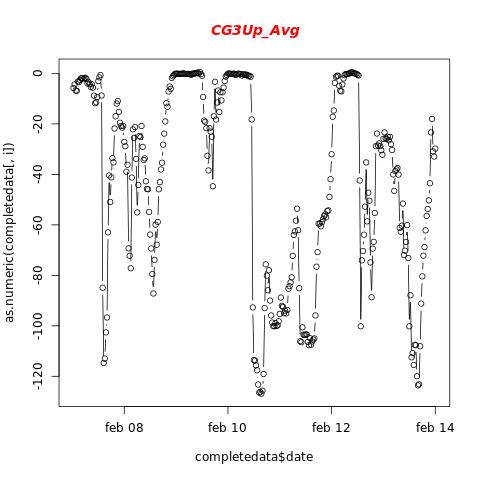 CG3Up_Avg
as.numeric(completedata[, i])
0
-20
-40
-60
-80
-100
-120
feb 08
feb 10
feb 12
feb 14
completedata$date